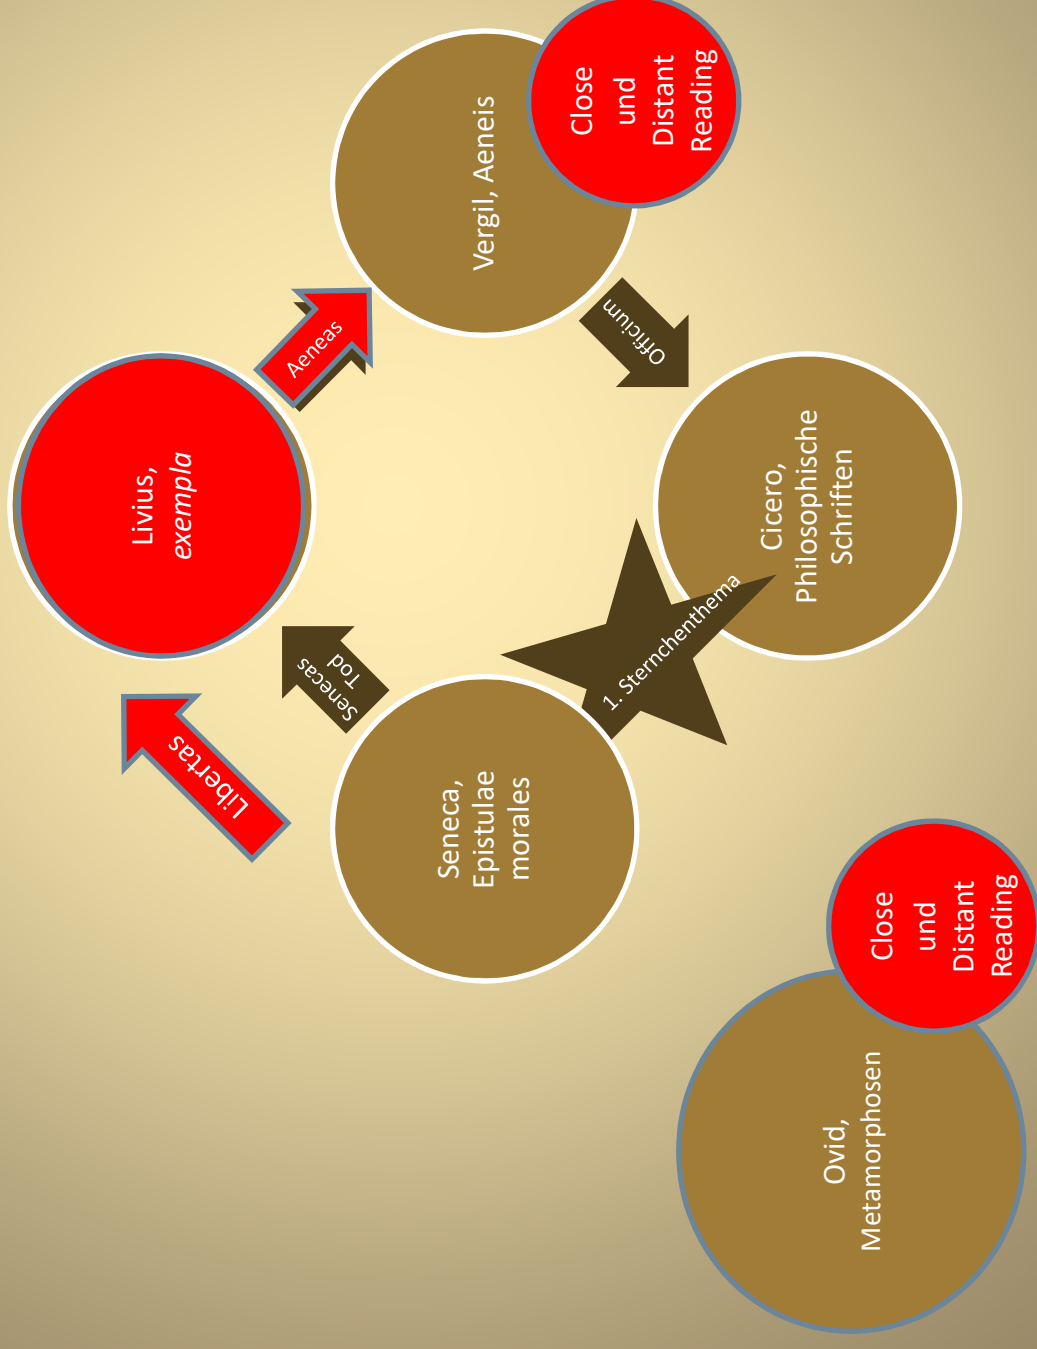 Livius,
exempla
Libertas
Senecas
Tod
Aeneas
Seneca,
Epistulae
morales
Vergil, Aeneis
Close
und
Distant
Reading
Officium
1. Sternchenthema
Cicero,
Philosophische
Schriften
Ovid,
Metamorphosen
Close
und
Distant
Reading